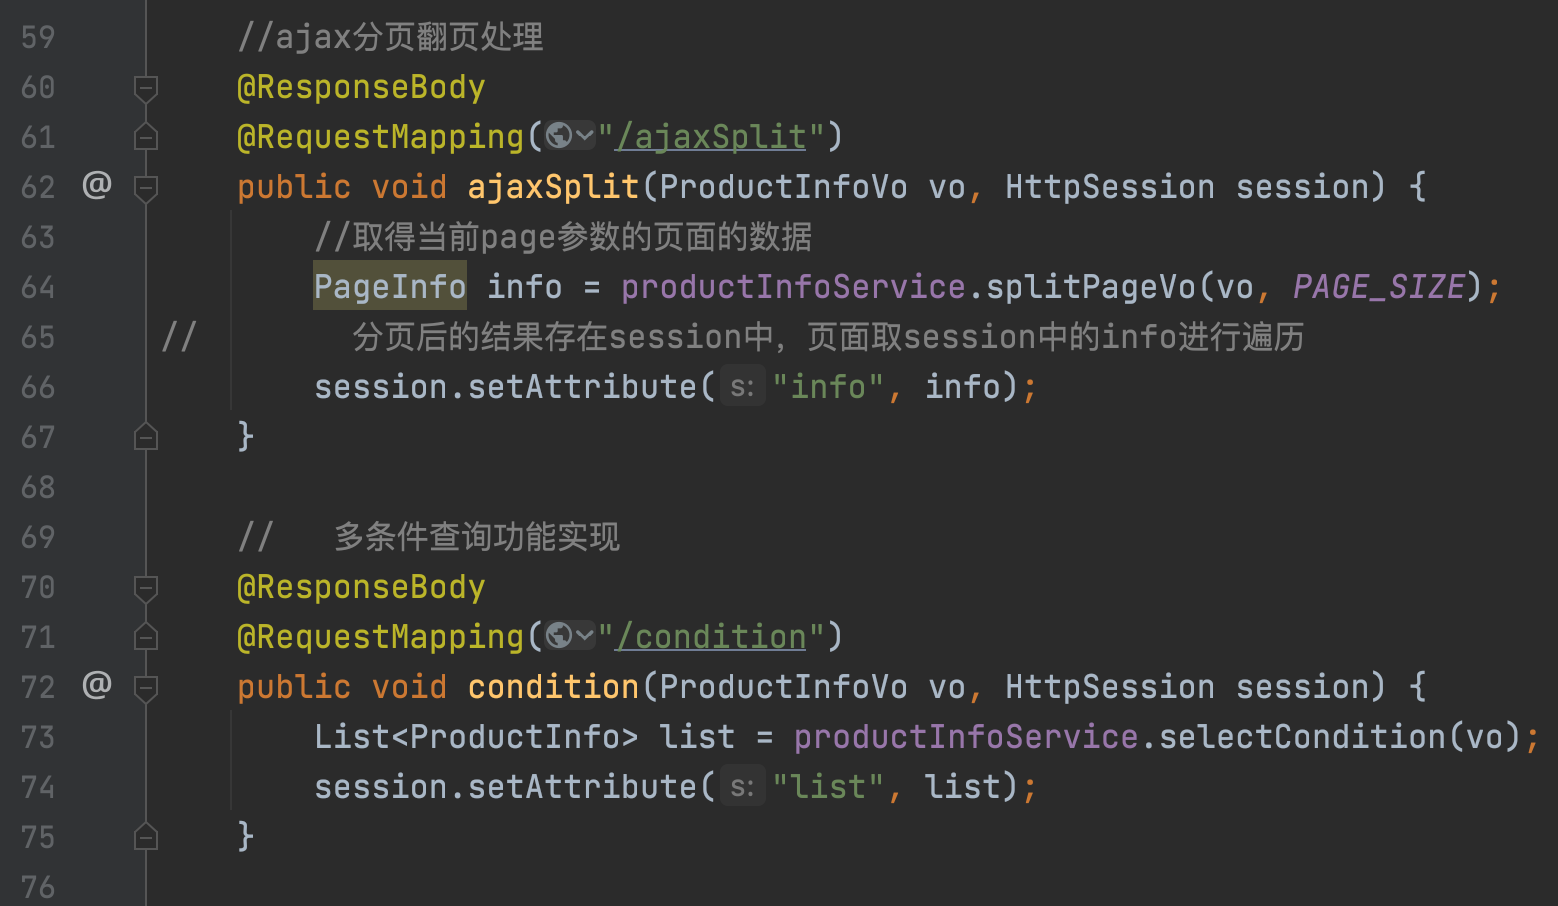 59 //ajax分页翻页处理
60 @ResponseBody
61 @RequestMapping("/ajaxSplit")
62 @ public void ajaxSplit(ProductInfoVo vo, HttpSession session) {
63 //取得当前page参数的页面的数据
64 PageInfo info = productInfoService.splitPageVo(vo, PAGE_SIZE);
65 // 分页后的结果存在session中，页面取session中的info进行遍历
66 session.setAttribute( s: "info", info);
67 }
68
69 // 多条件查询功能实现
70 @ResponseBody
71 @RequestMapping("/condition")
72 @ public void condition(ProductInfoVo vo, HttpSession session) {
73 List<ProductInfo> list = productInfoService.selectCondition(vo);
74 session.setAttribute( s: "list", list);
75 }
76